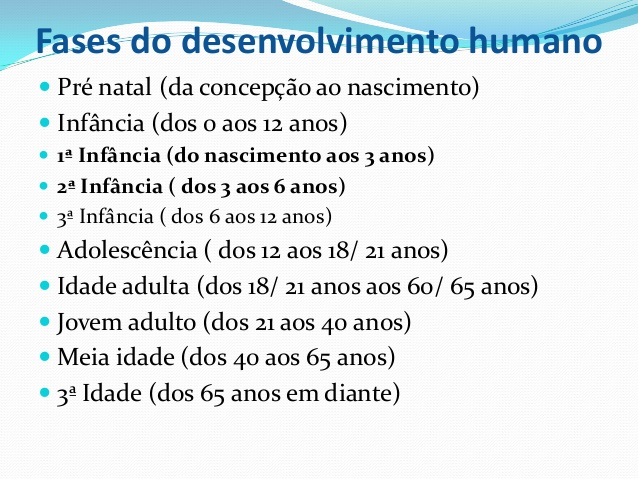 Fases do desenvolvimento humano
Pré natal (da concepção ao nascimento)
Infância (dos 0 aos 12 anos)
1ª Infância (do nascimento aos 3 anos)
2ª Infância ( dos 3 aos 6 anos)
3ª Infância ( dos 6 aos 12 anos)
Adolescência ( dos 12 aos 18/ 21 anos)
Idade adulta (dos 18/ 21 anos aos 60/ 65 anos)
Jovem adulto (dos 21 aos 40 anos)
Meia idade (dos 40 aos 65 anos)
3ª Idade (dos 65 anos em diante)